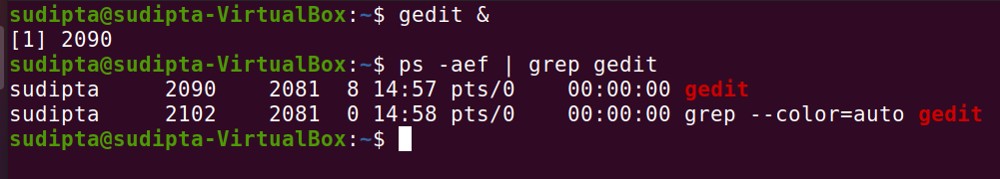 sudipta@sudipta-VirtualBox:~$ gedit &
[1] 2090
sudipta@sudipta-VirtualBox:~$ ps -aef | grep gedit
sudipta     2090    2081  8 14:57 pts/0    00:00:00 gedit
sudipta     2102    2081  0 14:58 pts/0    00:00:00 grep --color=auto gedit
sudipta@sudipta-VirtualBox:~$